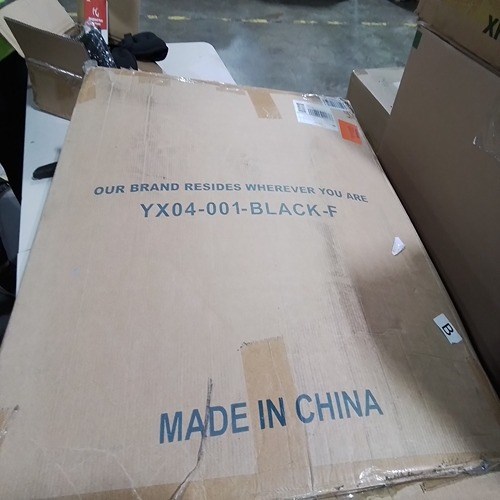 OUR BRAND RESIDES WHEREVER YOU ARE
YX04-001-BLACK-F
B
MADE IN CHINA